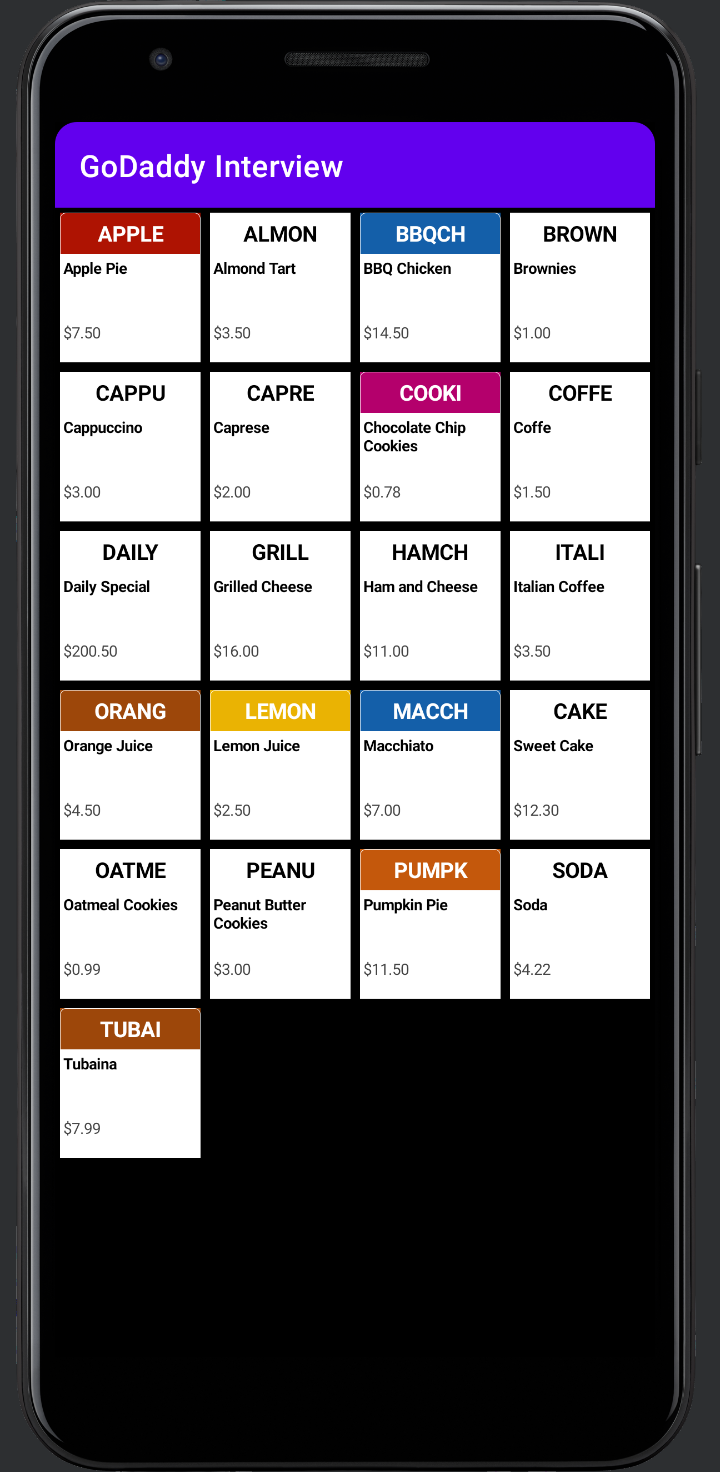 GoDaddy Interview
APPLE
Apple Pie
$7.50
ALMON
Almond Tart
$3.50
BBQCH
BBQ Chicken
$14.50
BROWN
Brownies
$1.00
CAPPU
Cappuccino
$3.00
CAPRE
Caprese
$2.00
COOKI
Chocolate Chip
Cookies
$0.78
COFFE
Coffe
$1.50
DAILY
Daily Special
$200.50
GRILL
Grilled Cheese
$16.00
HAMCH
Ham and Cheese
$11.00
ITALI
Italian Coffee
$3.50
ORANG
Orange Juice
$4.50
LEMON
Lemon Juice
$2.50
MACCH
Macchiato
$7.00
CAKE
Sweet Cake
$12.30
OATME
Oatmeal Cookies
$0.99
PEANU
Peanut Butter
Cookies
$3.00
PUMPK
Pumpkin Pie
$11.50
SODA
Soda
$4.22
TUBAI
Tubaina
$7.99